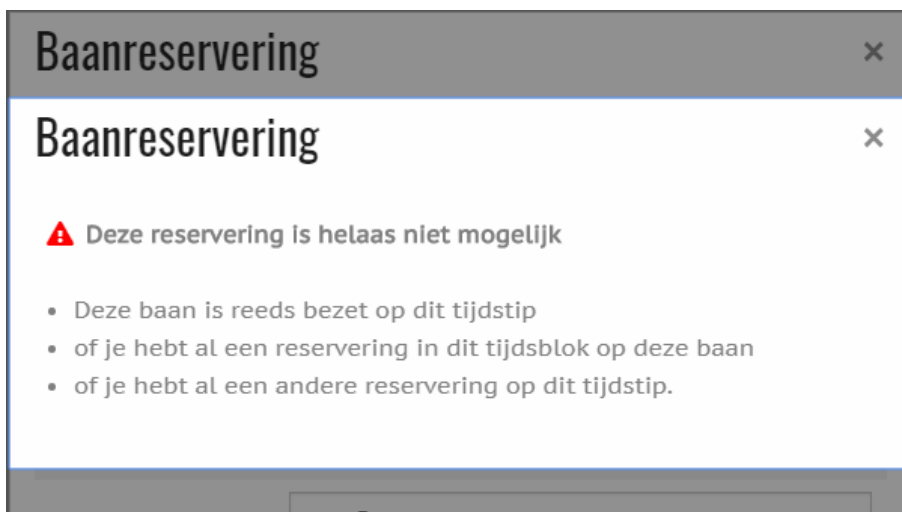 Baanreservering
Baanreservering
Deze reservering is helaas niet mogelijk
Deze baan is reeds bezet op dit tijdstip
of je hebt al een reservering in dit tijdsblok op deze baan
of je hebt al een andere reservering op dit tijdstip.